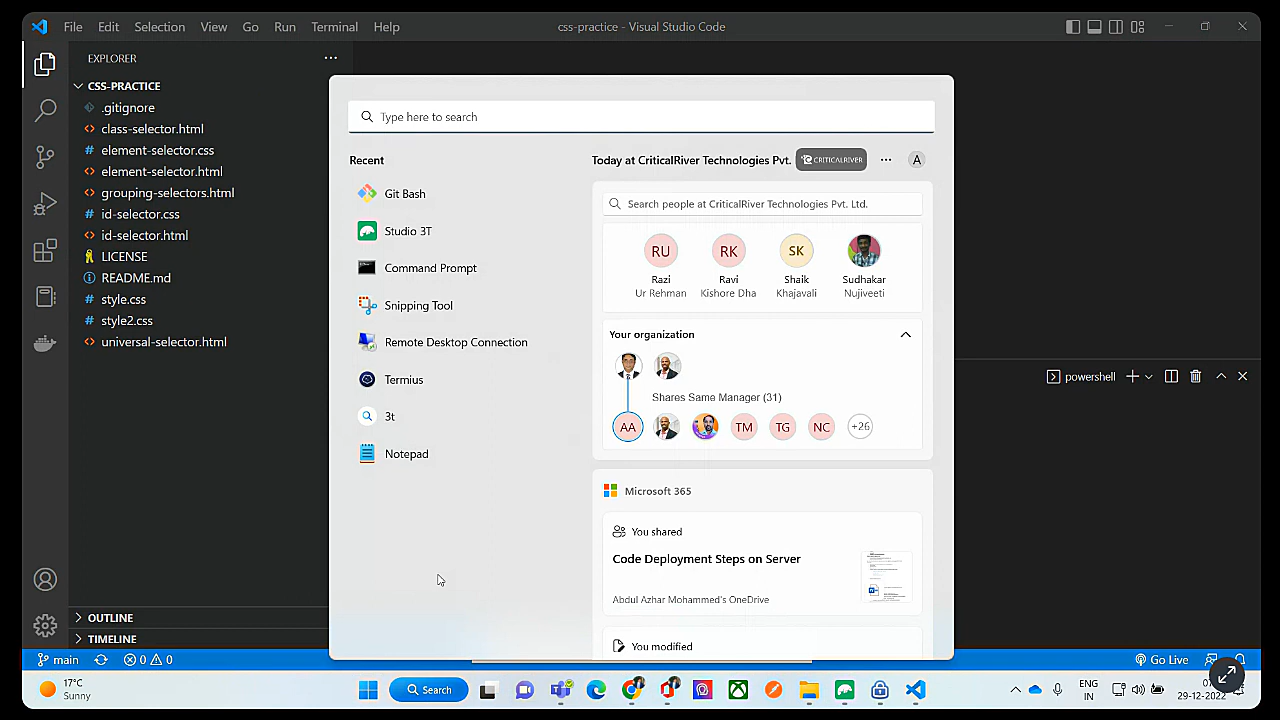 File Edit Selection View Go Run Terminal Help
css-practice - Visual Studio Code
EXPLORER
CSS-PRACTICE
.gitignore
class-selector.html
element-selector.css
element-selector.html
grouping-selectors.html
id-selector.css
id-selector.html
LICENSE
README.md
style.css
style2.css
universal-selector.html
OUTLINE
TIMELINE
Type here to search
Recent
Git Bash
Studio 3T
Command Prompt
Snipping Tool
Remote Desktop Connection
Termius
3t
Notepad
Today at CriticalRiver Technologies Pvt.
CRITICALRIVER
A
Search people at CriticalRiver Technologies Pvt. Ltd.
RU RK SK
Razi Ravi Shaik Sudhakar
Ur Rehman Kishore Dha Khajavali Nujiveeti
Your organization
Shares Same Manager (31)
AA TM TG NC +26
Microsoft 365
You shared
Code Deployment Steps on Server
Abdul Azhar Mohammed's OneDrive
You modified
powershell
main 0 0
Go Live
17°C
Sunny
Search
ENG
IN
29-12-2022